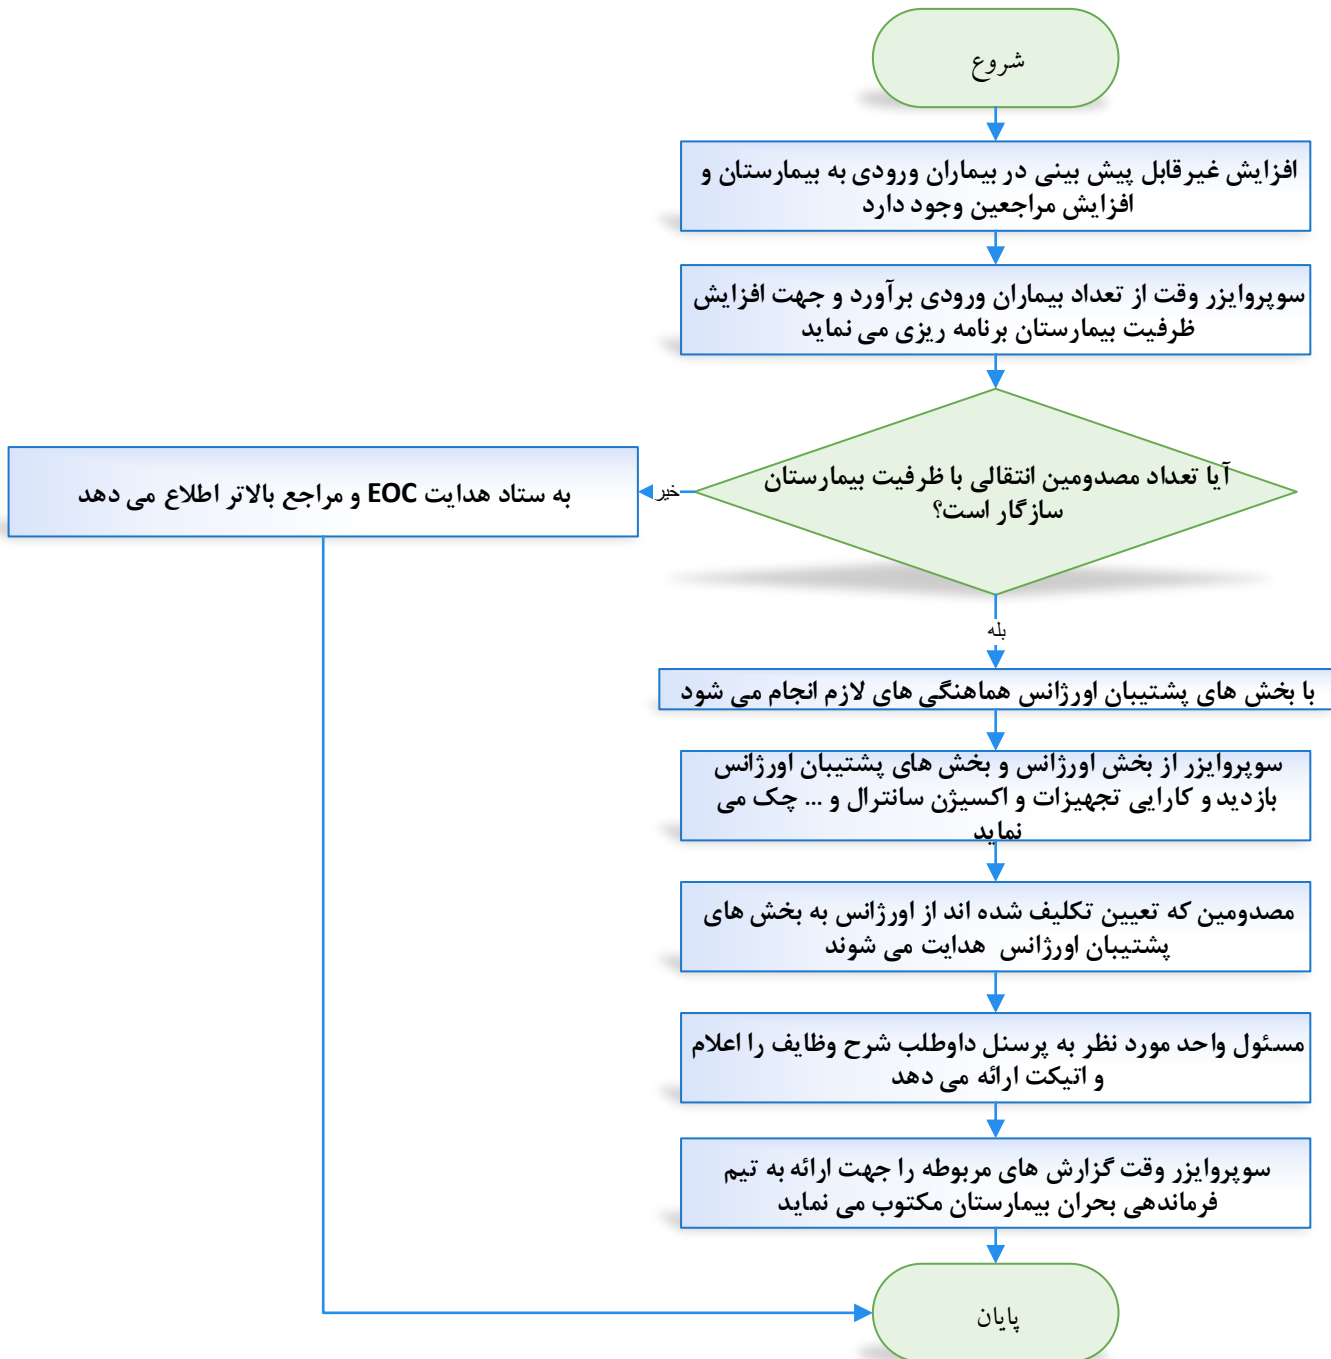 شروع
افزایش غیرقابل پیش بینی در بیماران ورودی به بیمارستان و
افزایش مراجعین وجود دارد
سوپروایزر وقت از تعداد بیماران ورودی برآورد و جهت افزایش
ظرفیت بیمارستان برنامه ریزی می نماید
آیا تعداد مصدومین انتقالی با ظرفیت بیمارستان
سازگار است؟
خیر
به ستاد هدایت EOC و مراجع بالاتر اطلاع می دهد
بله
با بخش های پشتیبان اورژانس هماهنگی های لازم انجام می شود
سوپروایزر از بخش اورژانس و بخش های پشتیبان اورژانس
بازدید و کارایی تجهیزات و اکسیژن سانترال و ... چک می
نماید
مصدومین که تعیین تکلیف شده اند از اورژانس به بخش های
پشتیبان اورژانس هدایت می شوند
مسئول واحد مورد نظر به پرسنل داوطلب شرح وظایف را اعلام
و اتیکت ارائه می دهد
سوپروایزر وقت گزارش های مربوطه را جهت ارائه به تیم
فرماندهی بحران بیمارستان مکتوب می نماید
پایان